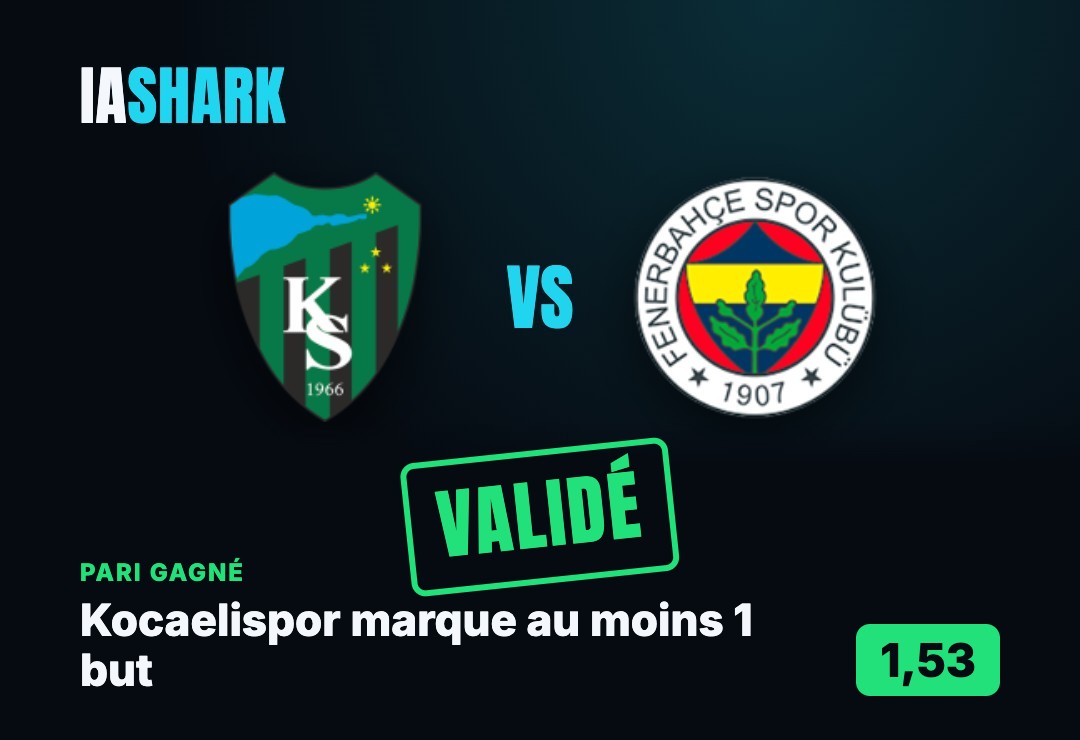 IASHARK
KS
1966
VS
FENERBAHÇE SPOR KULÜBÜ
★ 1907 ★
VALIDÉ
PARI GAGNÉ
Kocaelispor marque au moins 1
but
1,53